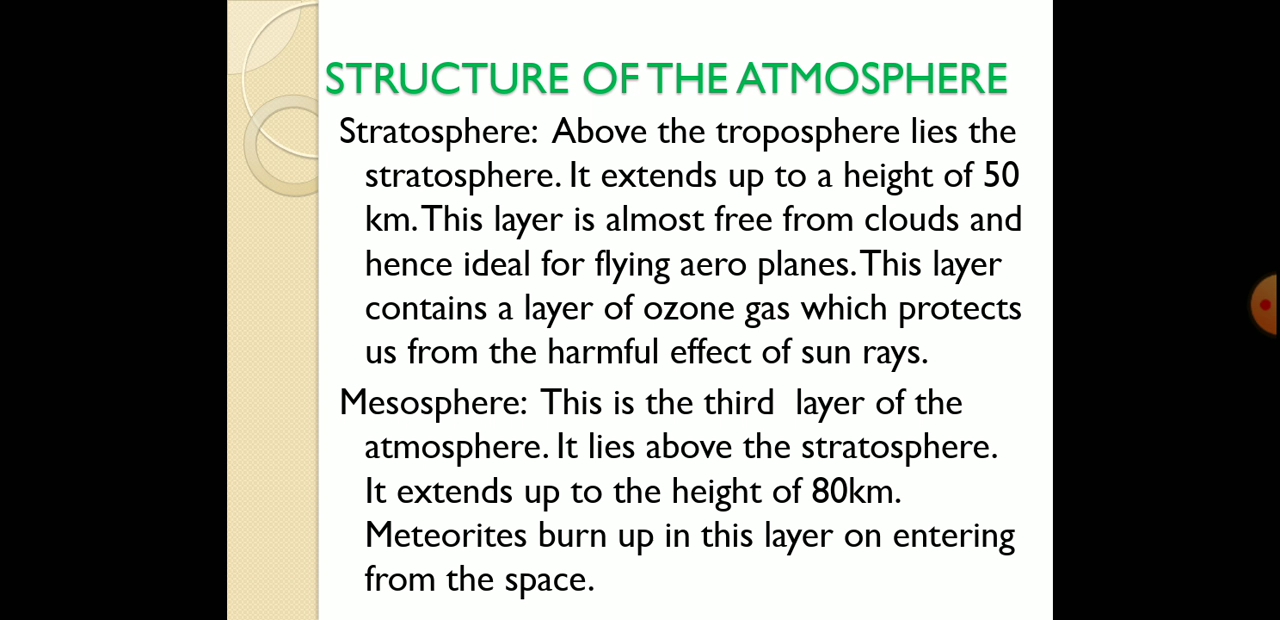 STRUCTURE OF THE ATMOSPHERE
Stratosphere: Above the troposphere lies the
stratosphere. It extends up to a height of 50
km. This layer is almost free from clouds and
hence ideal for flying aero planes. This layer
contains a layer of ozone gas which protects
us from the harmful effect of sun rays.
Mesosphere: This is the third layer of the
atmosphere. It lies above the stratosphere.
It extends up to the height of 80km.
Meteorites burn up in this layer on entering
from the space.